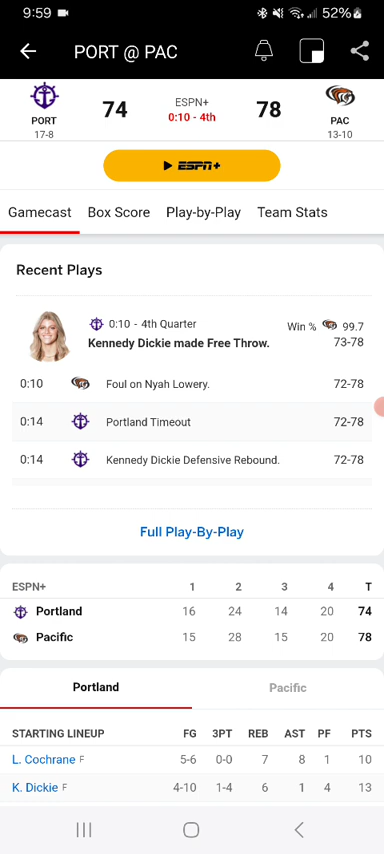 9:59 52%
PORT @ PAC
PORT
17-8
74
ESPN+
0:10 - 4th
78
PAC
13-10
ESPN+
Gamecast Box Score Play-by-Play Team Stats
Recent Plays
0:10 - 4th Quarter Win % 99.7
Kennedy Dickie made Free Throw. 73-78
0:10 Foul on Nyah Lowery. 72-78
0:14 Portland Timeout 72-78
0:14 Kennedy Dickie Defensive Rebound. 72-78
Full Play-By-Play
ESPN+ 1 2 3 4 T
Portland 16 24 14 20 74
Pacific 15 28 15 20 78
Portland Pacific
STARTING LINEUP FG 3PT REB AST PF PTS
L. Cochrane F 5-6 0-0 7 8 1 10
K. Dickie F 4-10 1-4 6 1 4 13